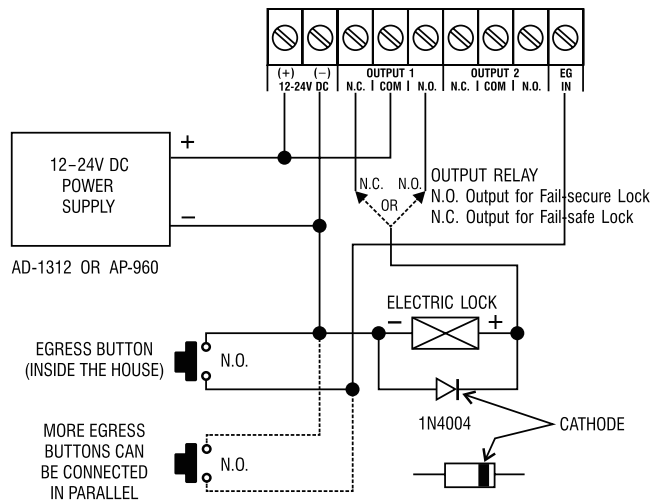 (+) (−) OUTPUT 1 OUTPUT 2 EG
12-24V DC N.C. COM N.O. N.C. COM N.O. IN
12–24V DC
POWER
SUPPLY
+
−
AD-1312 OR AP-960
N.C. N.O.
OR
OUTPUT RELAY
N.O. Output for Fail-secure Lock
N.C. Output for Fail-safe Lock
ELECTRIC LOCK
− +
EGRESS BUTTON
(INSIDE THE HOUSE)
N.O.
1N4004
CATHODE
MORE EGRESS
BUTTONS CAN
BE CONNECTED
IN PARALLEL
N.O.